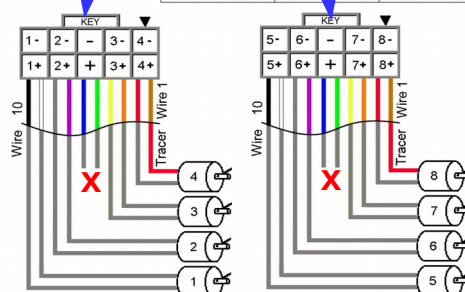 KEY KEY
1- 2- – 3- 4- 5- 6- – 7- 8-
1+ 2+ + 3+ 4+ 5+ 6+ + 7+ 8+
Wire 10 Tracer Wire 1 Wire 10 Tracer Wire 1
X X
4 8
3 7
2 6
1 5